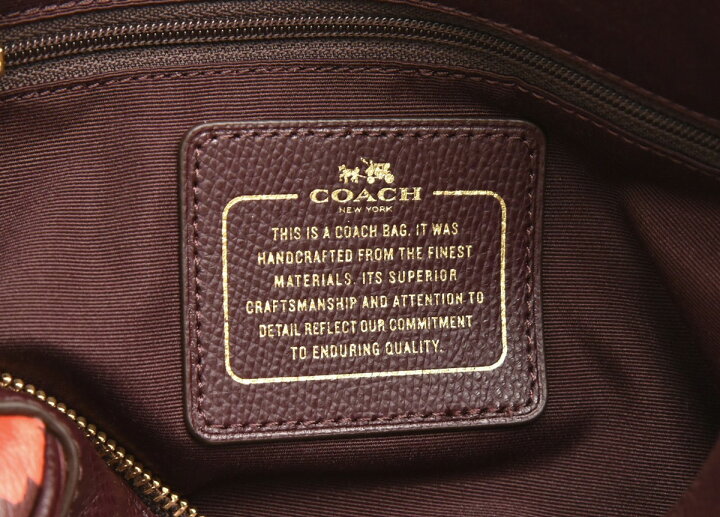 COACH
NEW YORK
THIS IS A COACH BAG. IT WAS
HANDCRAFTED FROM THE FINEST
MATERIALS. ITS SUPERIOR
CRAFTSMANSHIP AND ATTENTION TO
DETAIL REFLECT OUR COMMITMENT
TO ENDURING QUALITY.